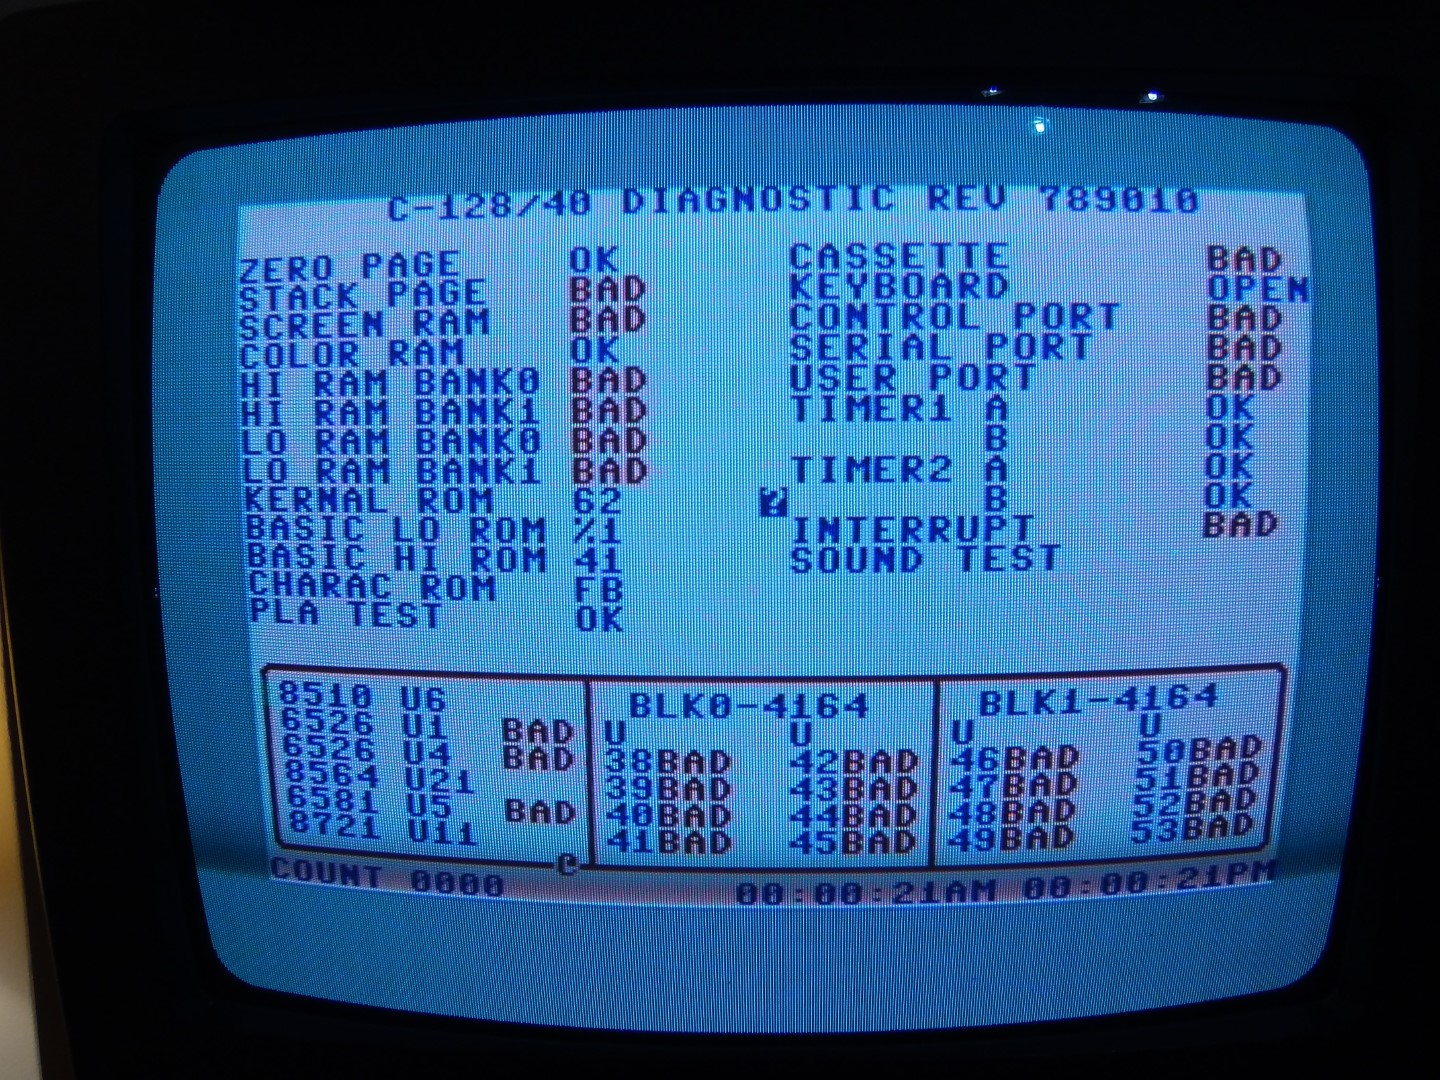 C-128/40 DIAGNOSTIC REV 789010
ZERO PAGE OK CASSETTE BAD
STACK PAGE BAD KEYBOARD OPEN
SCREEN RAM BAD CONTROL PORT BAD
COLOR RAM OK SERIAL PORT BAD
HI RAM BANK0 BAD USER PORT BAD
HI RAM BANK1 BAD TIMER1 A OK
LO RAM BANK0 BAD B OK
LO RAM BANK1 BAD TIMER2 A OK
KERNAL ROM 62 ? B OK
BASIC LO ROM %1 INTERRUPT BAD
BASIC HI ROM 41 SOUND TEST
CHARAC ROM FB
PLA TEST OK
8510 U6 BLK0-4164 BLK1-4164
6526 U1 BAD U U U U
6526 U4 BAD 38BAD 42BAD 46BAD 50BAD
8564 U21 39BAD 43BAD 47BAD 51BAD
6581 U5 BAD 40BAD 44BAD 48BAD 52BAD
8721 U11 41BAD 45BAD 49BAD 53BAD
COUNT 0000 00:00:21AM 00:00:21PM